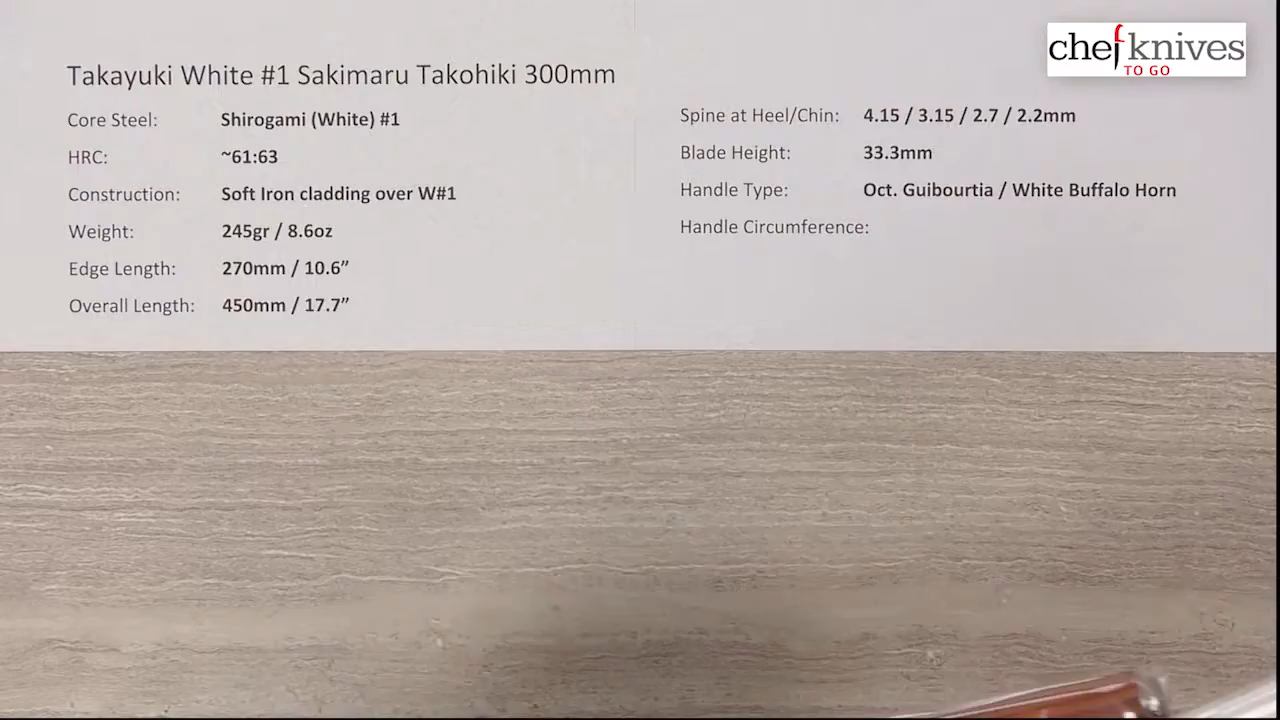 chef knives
TO GO
Takayuki White #1 Sakimaru Takohiki 300mm
Core Steel: Shirogami (White) #1
HRC: ~61:63
Construction: Soft Iron cladding over W#1
Weight: 245gr / 8.6oz
Edge Length: 270mm / 10.6”
Overall Length: 450mm / 17.7”
Spine at Heel/Chin: 4.15 / 3.15 / 2.7 / 2.2mm
Blade Height: 33.3mm
Handle Type: Oct. Guibourtia / White Buffalo Horn
Handle Circumference: